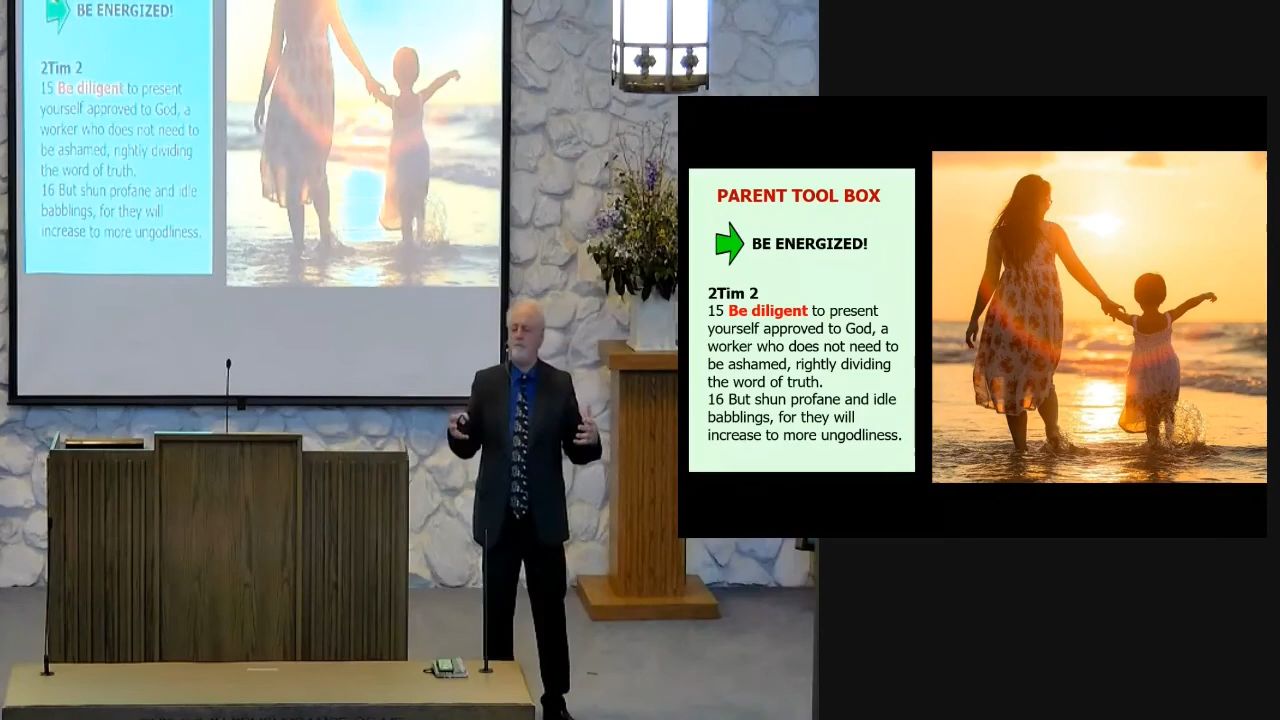 BE ENERGIZED!
2Tim 2
15 Be diligent to present
yourself approved to God, a
worker who does not need to
be ashamed, rightly dividing
the word of truth.
16 But shun profane and idle
babblings, for they will
increase to more ungodliness.
PARENT TOOL BOX
BE ENERGIZED!
2Tim 2
15 Be diligent to present
yourself approved to God, a
worker who does not need to
be ashamed, rightly dividing
the word of truth.
16 But shun profane and idle
babblings, for they will
increase to more ungodliness.